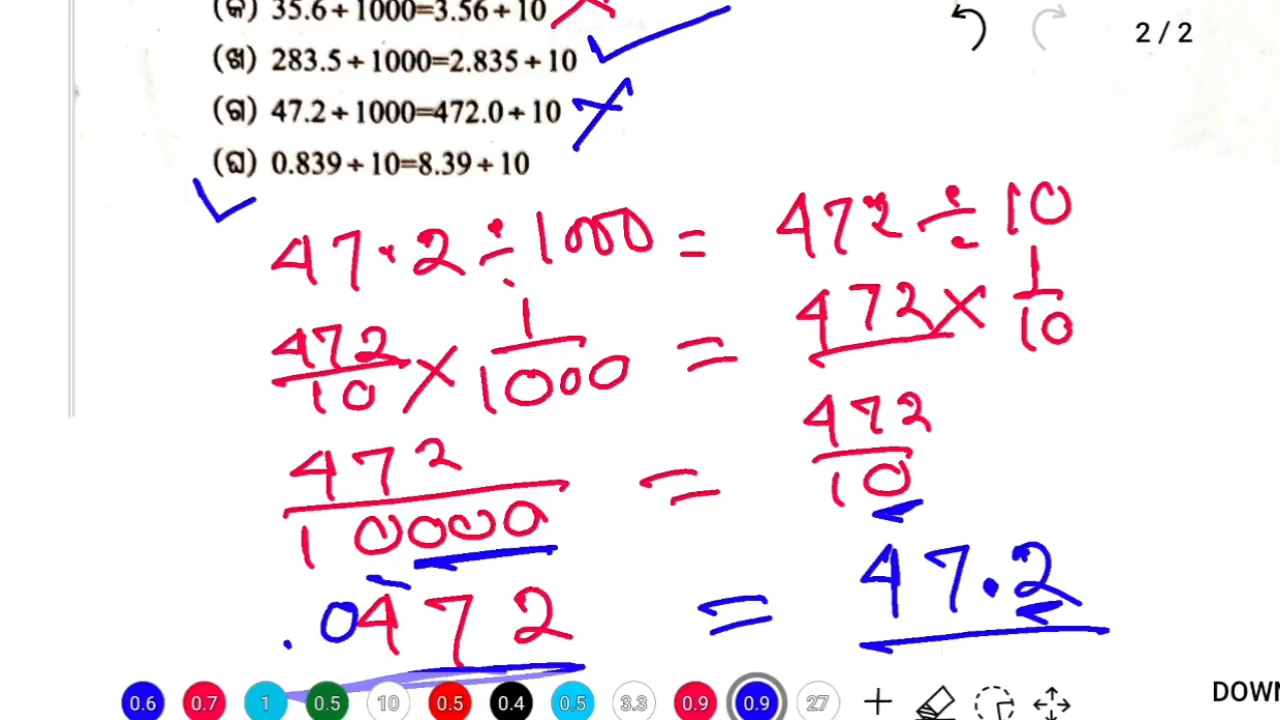 (କ) 35.6÷1000=3.56÷10
2 / 2
(ଖ) 283.5÷1000=2.835÷10
(ଗ) 47.2÷1000=472.0÷10
(ଘ) 0.839÷10=8.39÷10
47.2÷1000 = 472÷10
472/10 × 1/1000 = 472 × 1/10
472/10000 = 472/10
.0472 = 47.2
0.6 0.7 1 0.5 10 0.5 0.4 0.5 3.3 0.9 0.9 27
DOW